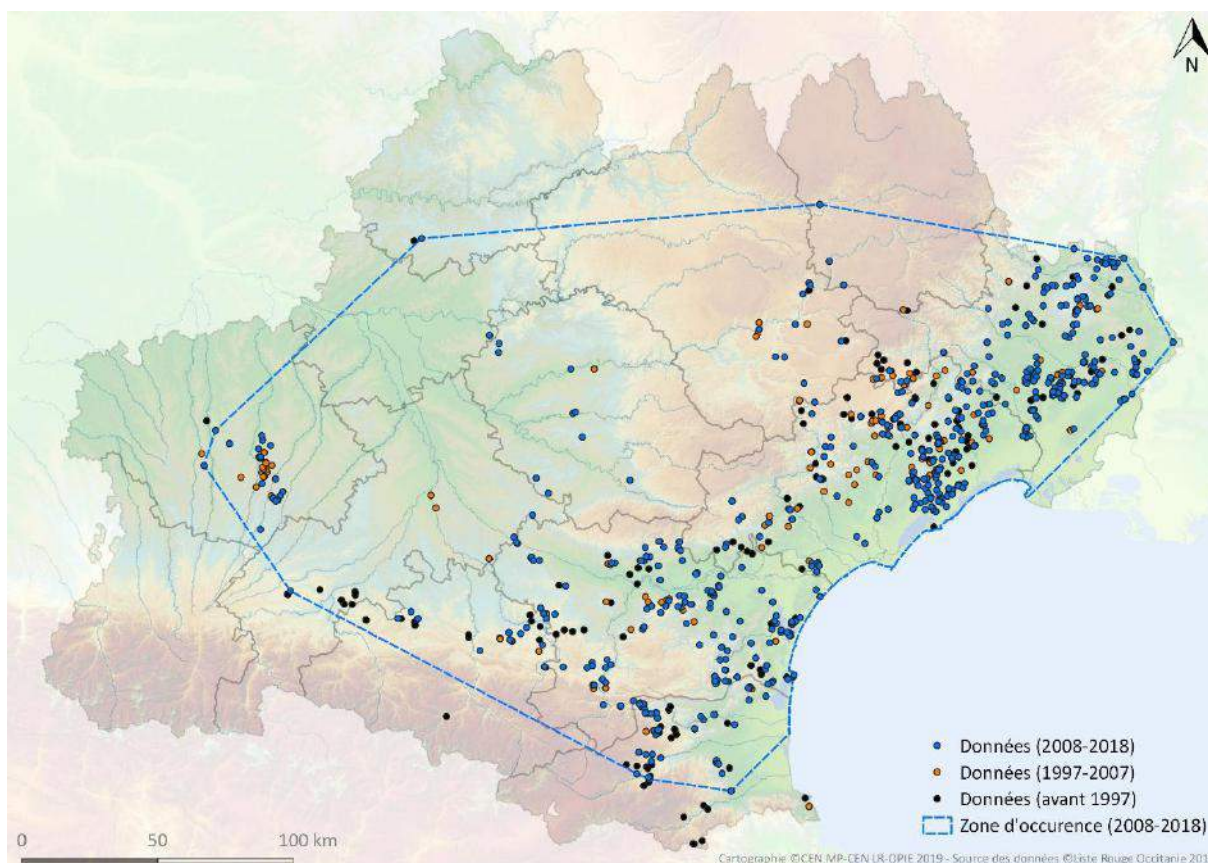 N
Données (2008-2018)
Données (1997-2007)
Données (avant 1997)
Zone d'occurence (2008-2018)
0 50 100 km
Cartographie ©CEN MP-CEN LR-OPIE 2019 - Source des données ©Liste Rouge Occitanie 201